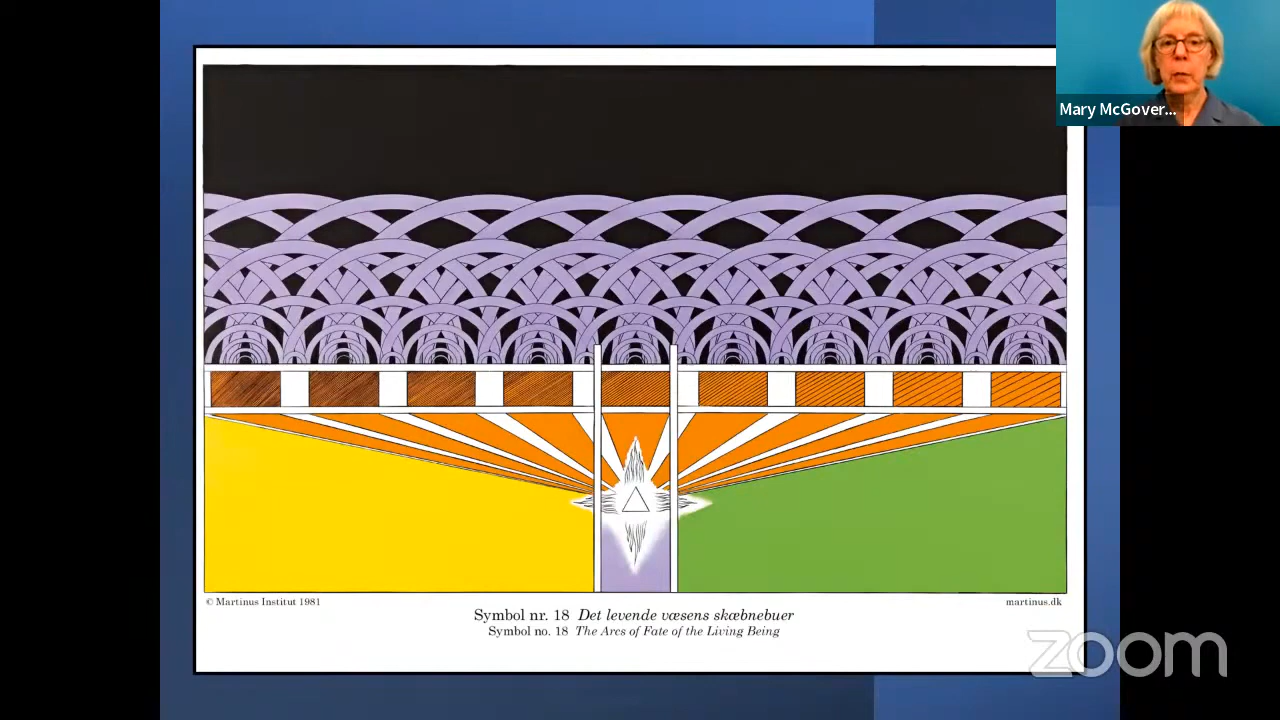 Mary McGover...
© Martinus Institut 1981
martinus.dk
Symbol nr. 18 Det levende væsens skæbnebuer
Symbol no. 18 The Arcs of Fate of the Living Being
zoom